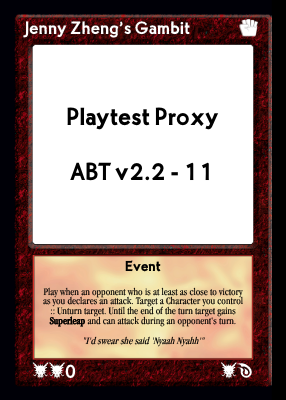 Jenny Zheng's Gambit
Playtest Proxy
ABT v2.2 - 11
Event
Play when an opponent who is at least as close to victory
as you declares an attack. Target a Character you control
:: Unturn target. Until the end of the turn target gains
Superleap and can attack during an opponent's turn.
"I'd swear she said 'Nyaah Nyahh'"
0